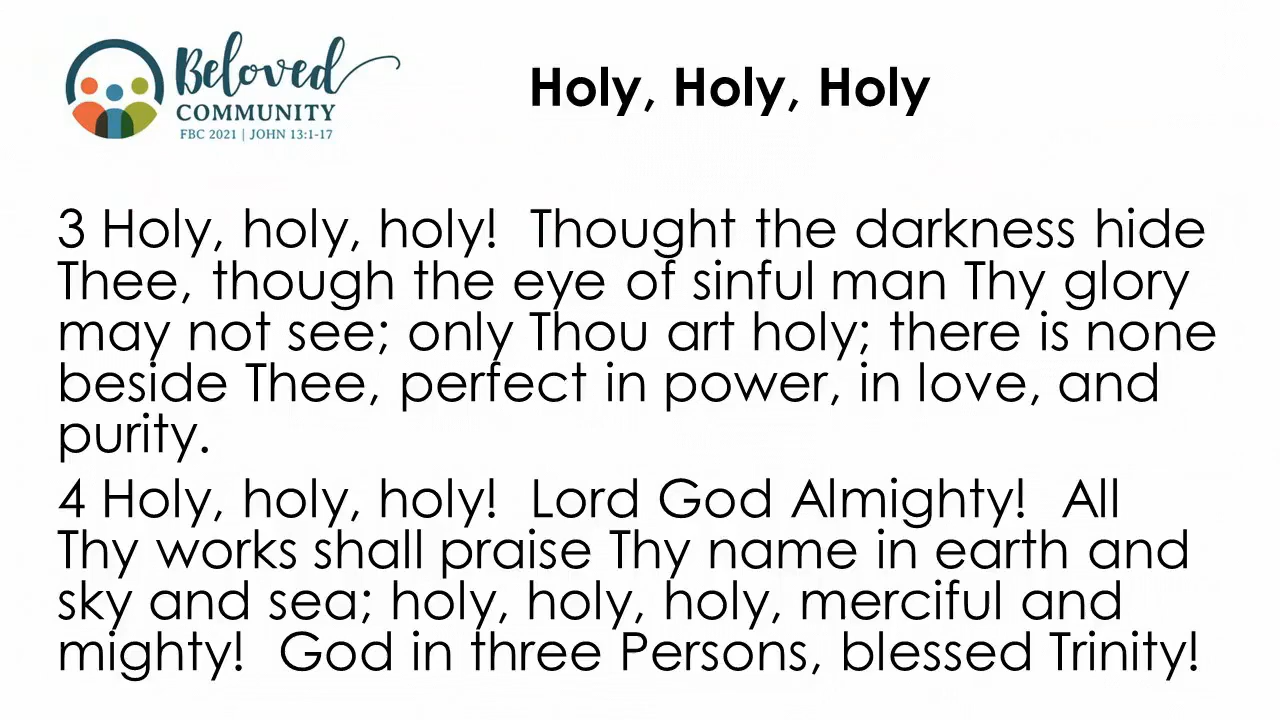 Beloved
COMMUNITY
FBC 2021 | JOHN 13:1-17
Holy, Holy, Holy
3 Holy, holy, holy!  Thought the darkness hide
Thee, though the eye of sinful man Thy glory
may not see; only Thou art holy; there is none
beside Thee, perfect in power, in love, and
purity.
4 Holy, holy, holy!  Lord God Almighty!  All
Thy works shall praise Thy name in earth and
sky and sea; holy, holy, holy, merciful and
mighty!  God in three Persons, blessed Trinity!